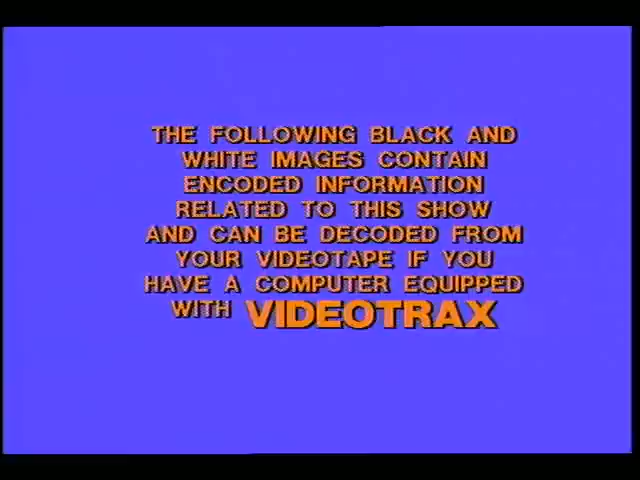 THE FOLLOWING BLACK AND
WHITE IMAGES CONTAIN
ENCODED INFORMATION
RELATED TO THIS SHOW
AND CAN BE DECODED FROM
YOUR VIDEOTAPE IF YOU
HAVE A COMPUTER EQUIPPED
WITH VIDEOTRAX